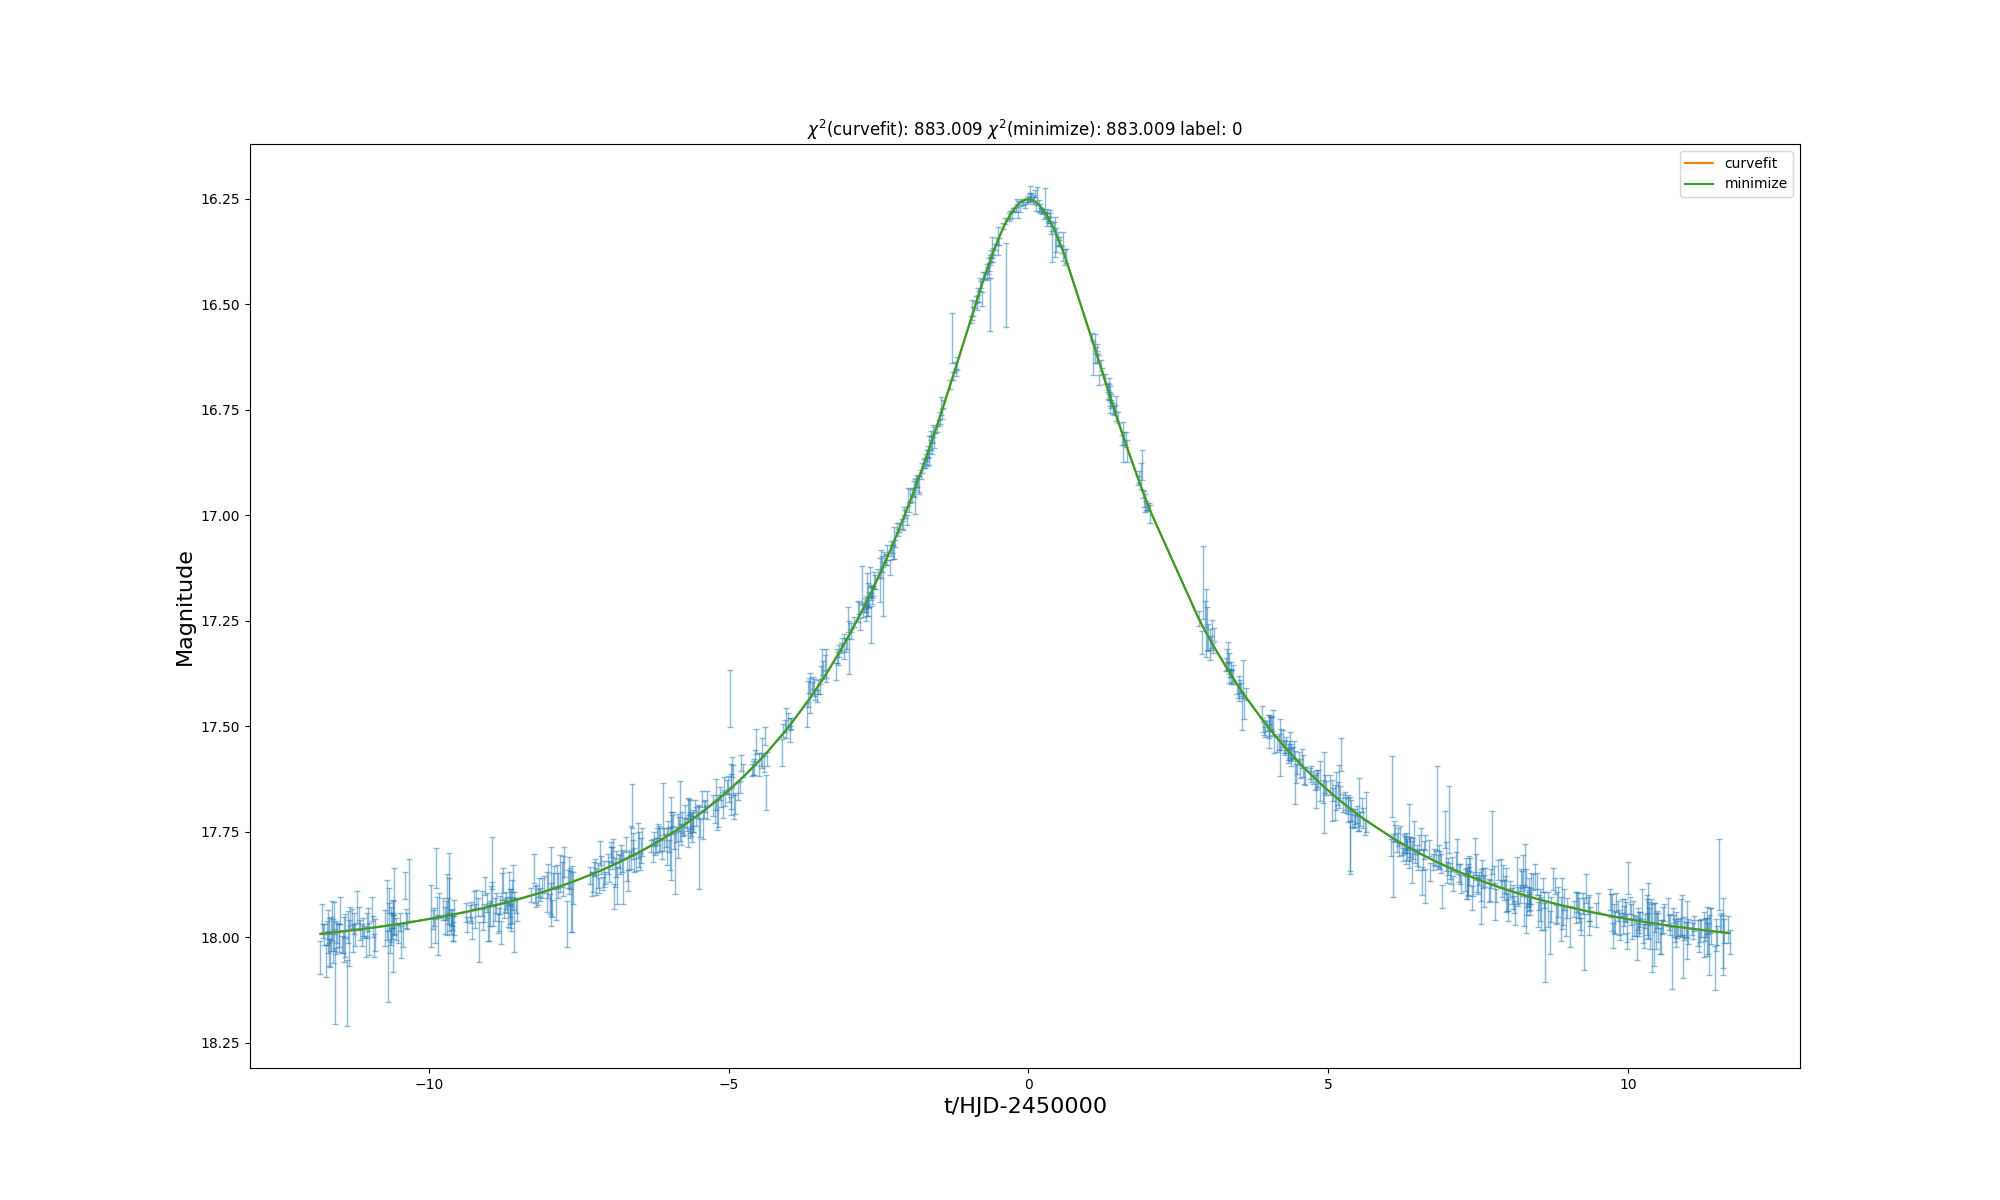 χ²(curvefit): 883.009 χ²(minimize): 883.009 label: 0
curvefit
minimize
Magnitude
16.25
16.50
16.75
17.00
17.25
17.50
17.75
18.00
18.25
−10
−5
0
5
10
t/HJD-2450000